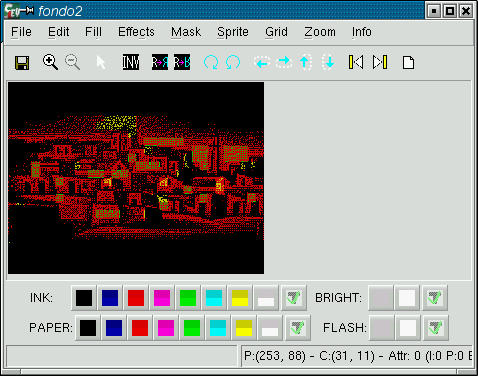 fondo2
File Edit Fill Effects Mask Sprite Grid Zoom Info
INV R→R R→R
INK: BRIGHT:
PAPER: FLASH:
P:(253, 88) - C:(31, 11) - Attr: 0 (I:0 P:0 B